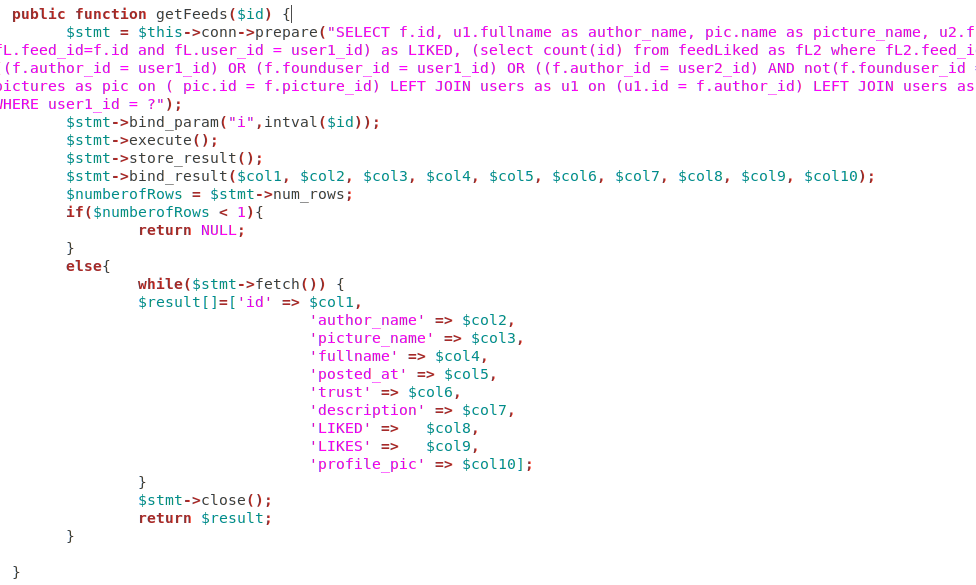 public function getFeeds($id) {
$stmt = $this->conn->prepare("SELECT f.id, u1.fullname as author_name, pic.name as picture_name, u2.f
fL.feed_id=f.id and fL.user_id = user1_id) as LIKED, (select count(id) from feedLiked as fL2 where fL2.feed_i
(f.author_id = user1_id) OR (f.founduser_id = user1_id) OR ((f.author_id = user2_id) AND not(f.founduser_id =
pictures as pic on ( pic.id = f.picture_id) LEFT JOIN users as u1 on (u1.id = f.author_id) LEFT JOIN users as
WHERE user1_id = ?");
$stmt->bind_param("i",intval($id));
$stmt->execute();
$stmt->store_result();
$stmt->bind_result($col1, $col2, $col3, $col4, $col5, $col6, $col7, $col8, $col9, $col10);
$numberofRows = $stmt->num_rows;
if($numberofRows < 1){
return NULL;
}
else{
while($stmt->fetch()) {
$result[]=['id' => $col1,
'author_name' => $col2,
'picture_name' => $col3,
'fullname' => $col4,
'posted_at' => $col5,
'trust' => $col6,
'description' => $col7,
'LIKED' =>   $col8,
'LIKES' =>   $col9,
'profile_pic' => $col10];
}
$stmt->close();
return $result;
}
}